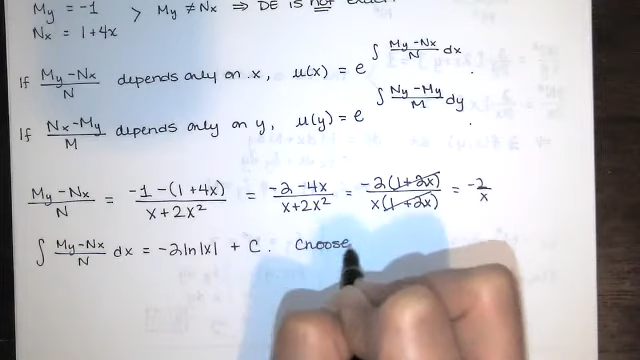 My = -1 > My ≠ Nx ⇒ DE is not exact.
Nx = 1+4x
If (My-Nx)/N depends only on x, u(x) = e^∫ (My-Nx)/N dx.
If (Nx-My)/M depends only on y, u(y) = e^∫ (Ny-My)/M dy.
(My-Nx)/N = (-1-(1+4x))/(x+2x²) = (-2-4x)/(x+2x²) = (-2(1+2x))/(x(1+2x)) = -2/x
∫ (My-Nx)/N dx = -2ln|x| + C. Choose